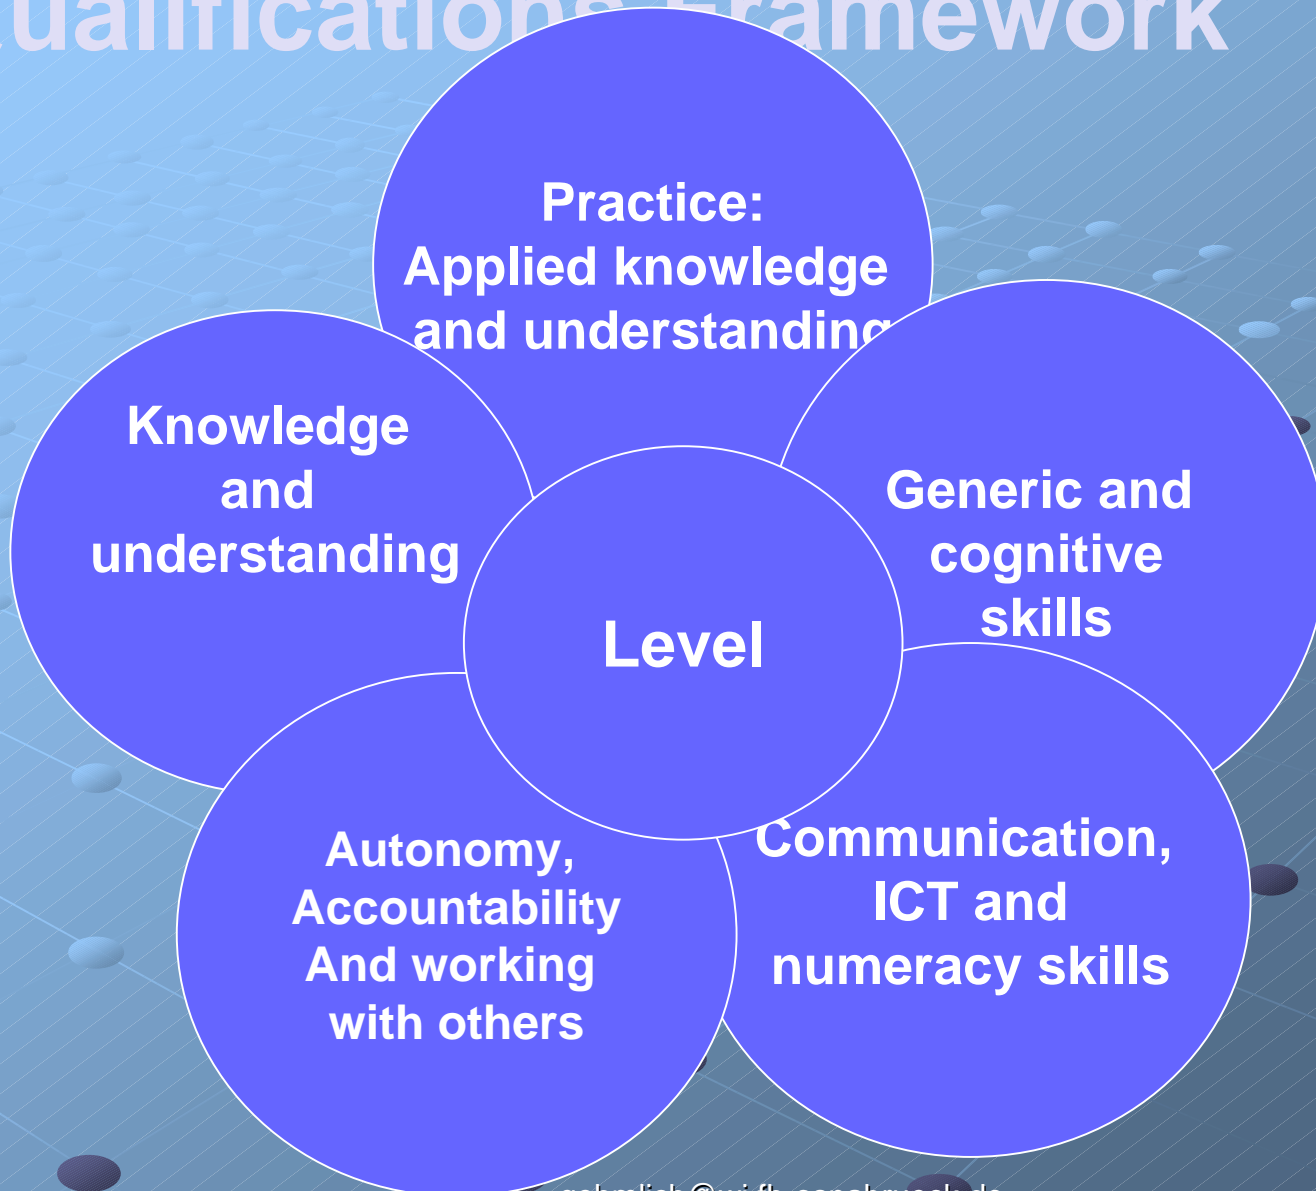 Framework
Practice:
Applied knowledge
and understanding
Knowledge
and
understanding
Generic and
cognitive
skills
Level
Communication,
ICT and
numeracy skills
Autonomy,
Accountability
And working
with others